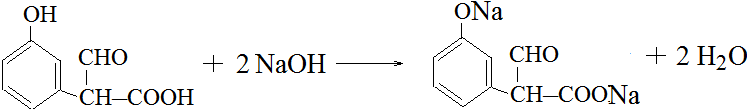 OH
CHO
CH—COOH
+ 2 NaOH
ONa
CHO
CH—COONa
+ 2 H₂O